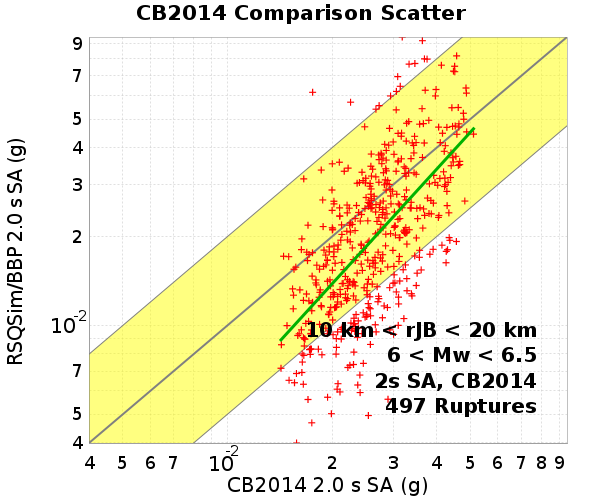 CB2014 Comparison Scatter
RSQSim/BBP 2.0 s SA (g)
9
7
5
4
3
2
10-2
7
5
4
10 km < rJB < 20 km
6 < Mw < 6.5
2s SA, CB2014
497 Ruptures
4 5 6 7 10-2 2 3 4 5 6 7 8 9
CB2014 2.0 s SA (g)